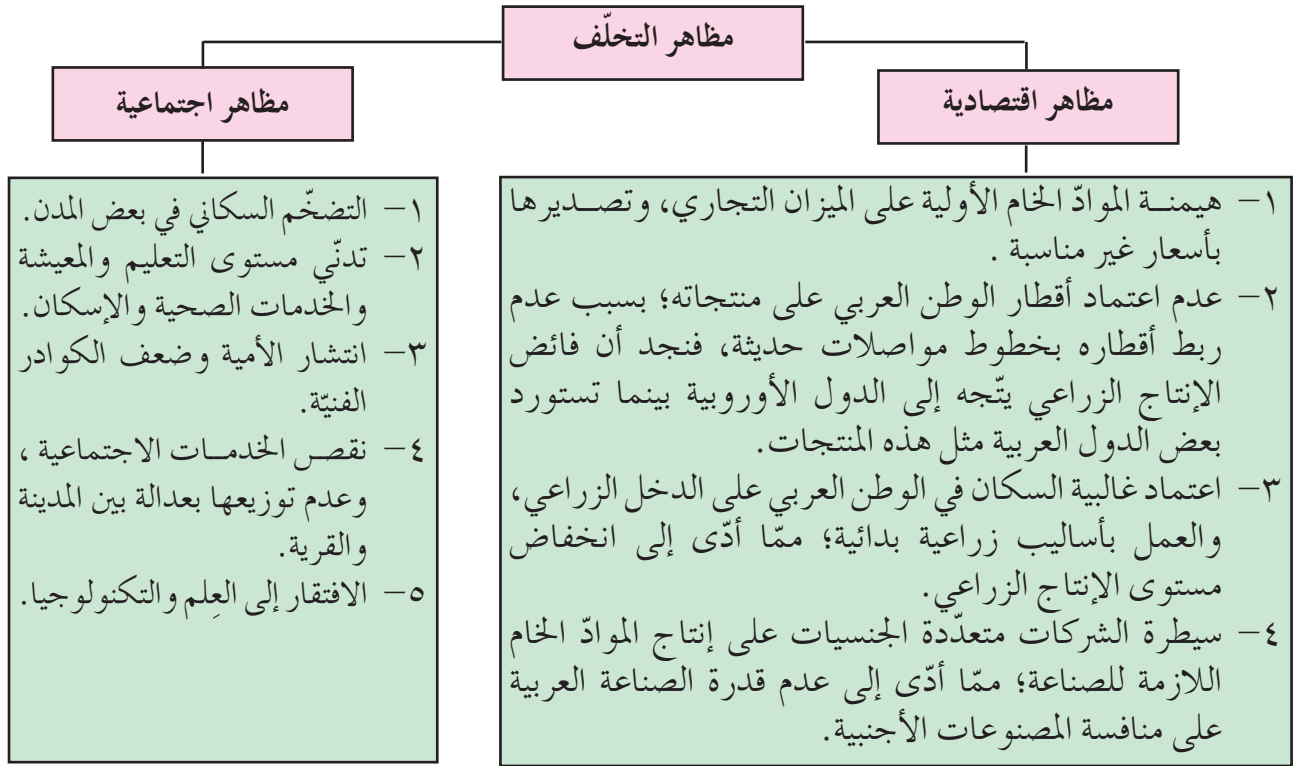 مظاهر التخلّف
مظاهر اقتصادية
١– هيمنة الموادّ الخام الأولية على الميزان التجاري، وتصديرها
بأسعار غير مناسبة .
٢– عدم اعتماد أقطار الوطن العربي على منتجاته؛ بسبب عدم
ربط أقطاره بخطوط مواصلات حديثة، فنجد أن فائض
الإنتاج الزراعي يتّجه إلى الدول الأوروبية بينما تستورد
بعض الدول العربية مثل هذه المنتجات.
٣– اعتماد غالبية السكان في الوطن العربي على الدخل الزراعي،
والعمل بأساليب زراعية بدائية؛ ممّا أدّى إلى انخفاض
مستوى الإنتاج الزراعي.
٤– سيطرة الشركات متعدّدة الجنسيات على إنتاج الموادّ الخام
اللازمة للصناعة؛ ممّا أدّى إلى عدم قدرة الصناعة العربية
على منافسة المصنوعات الأجنبية.
مظاهر اجتماعية
١– التضخّم السكاني في بعض المدن.
٢– تدنّي مستوى التعليم والمعيشة
والخدمات الصحية والإسكان.
٣– انتشار الأمية وضعف الكوادر
الفنيّة.
٤– نقص الخدمات الاجتماعية ،
وعدم توزيعها بعدالة بين المدينة
والقرية.
٥– الافتقار إلى العِلم والتكنولوجيا.